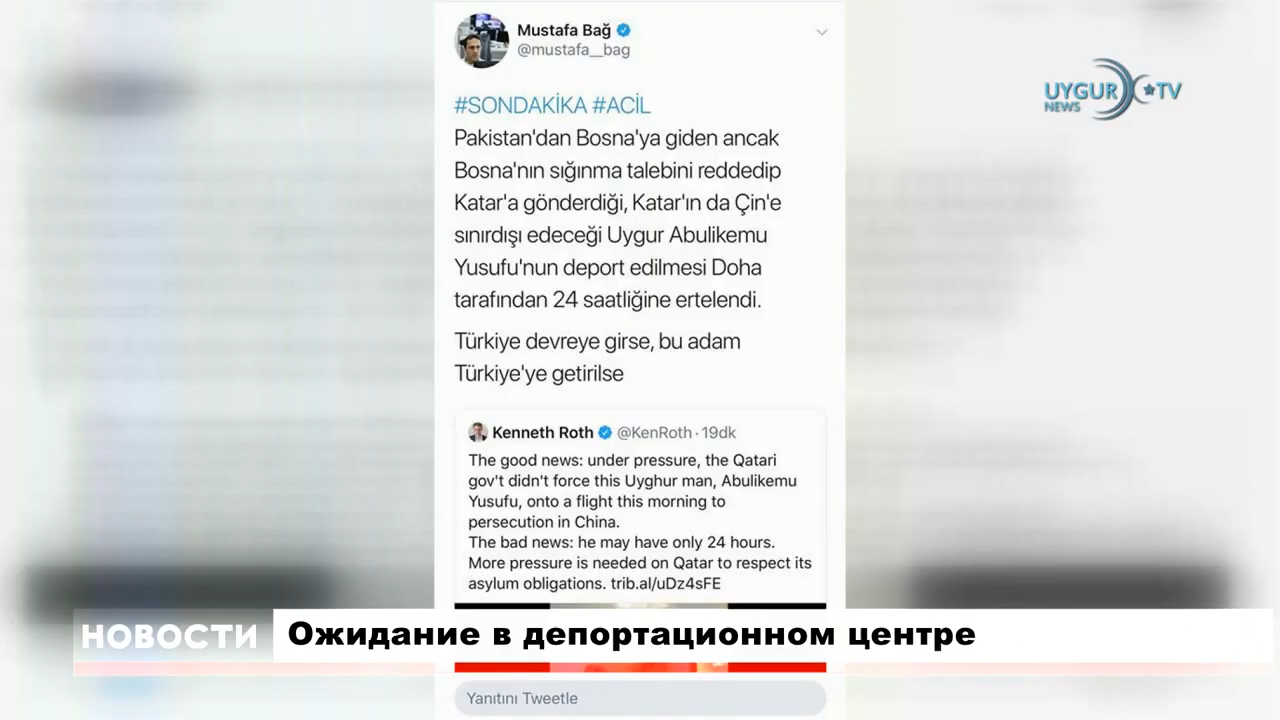 Mustafa Bağ
@mustafa__bag
UYGUR TV
NEWS
#SONDAKİKA #ACİL
Pakistan'dan Bosna'ya giden ancak
Bosna'nın sığınma talebini reddedip
Katar'a gönderdiği, Katar'ın da Çin'e
sınırdışı edeceği Uygur Abulikemu
Yusufu'nun deport edilmesi Doha
tarafından 24 saatliğine ertelendi.
Türkiye devreye girse, bu adam
Türkiye'ye getirilse
Kenneth Roth @KenRoth · 19dk
The good news: under pressure, the Qatari
gov't didn't force this Uyghur man, Abulikemu
Yusufu, onto a flight this morning to
persecution in China.
The bad news: he may have only 24 hours.
More pressure is needed on Qatar to respect its
asylum obligations. trib.al/uDz4sFE
НОВОСТИ Ожидание в депортационном центре
Yanıtını Tweetle